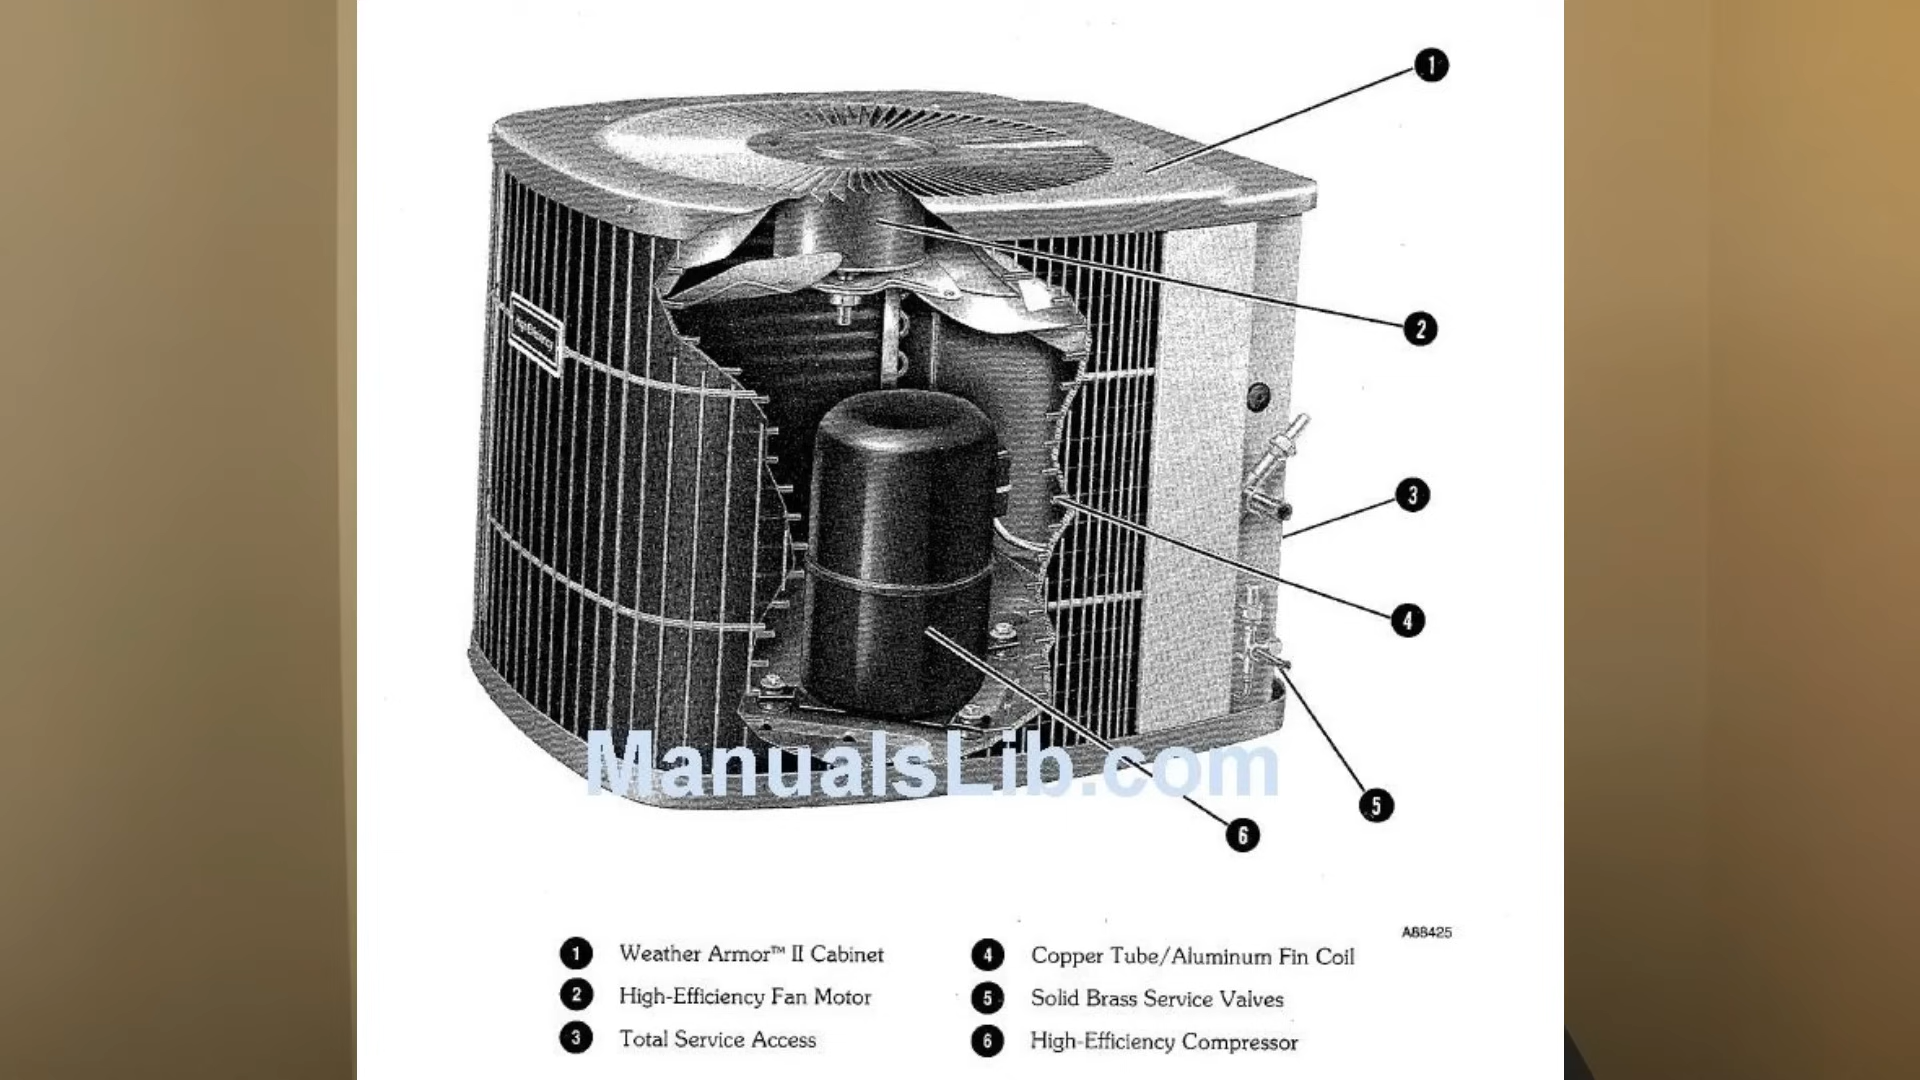 1
2
High Efficiency
3
4
ManualsLib.com
5
6
A88425
1 Weather Armor™ II Cabinet
2 High-Efficiency Fan Motor
3 Total Service Access
4 Copper Tube/Aluminum Fin Coil
5 Solid Brass Service Valves
6 High-Efficiency Compressor